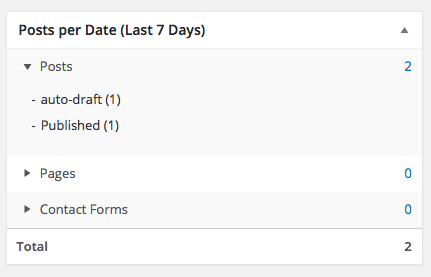 Posts per Date (Last 7 Days)
Posts 2
- auto-draft (1)
- Published (1)
Pages 0
Contact Forms 0
Total 2